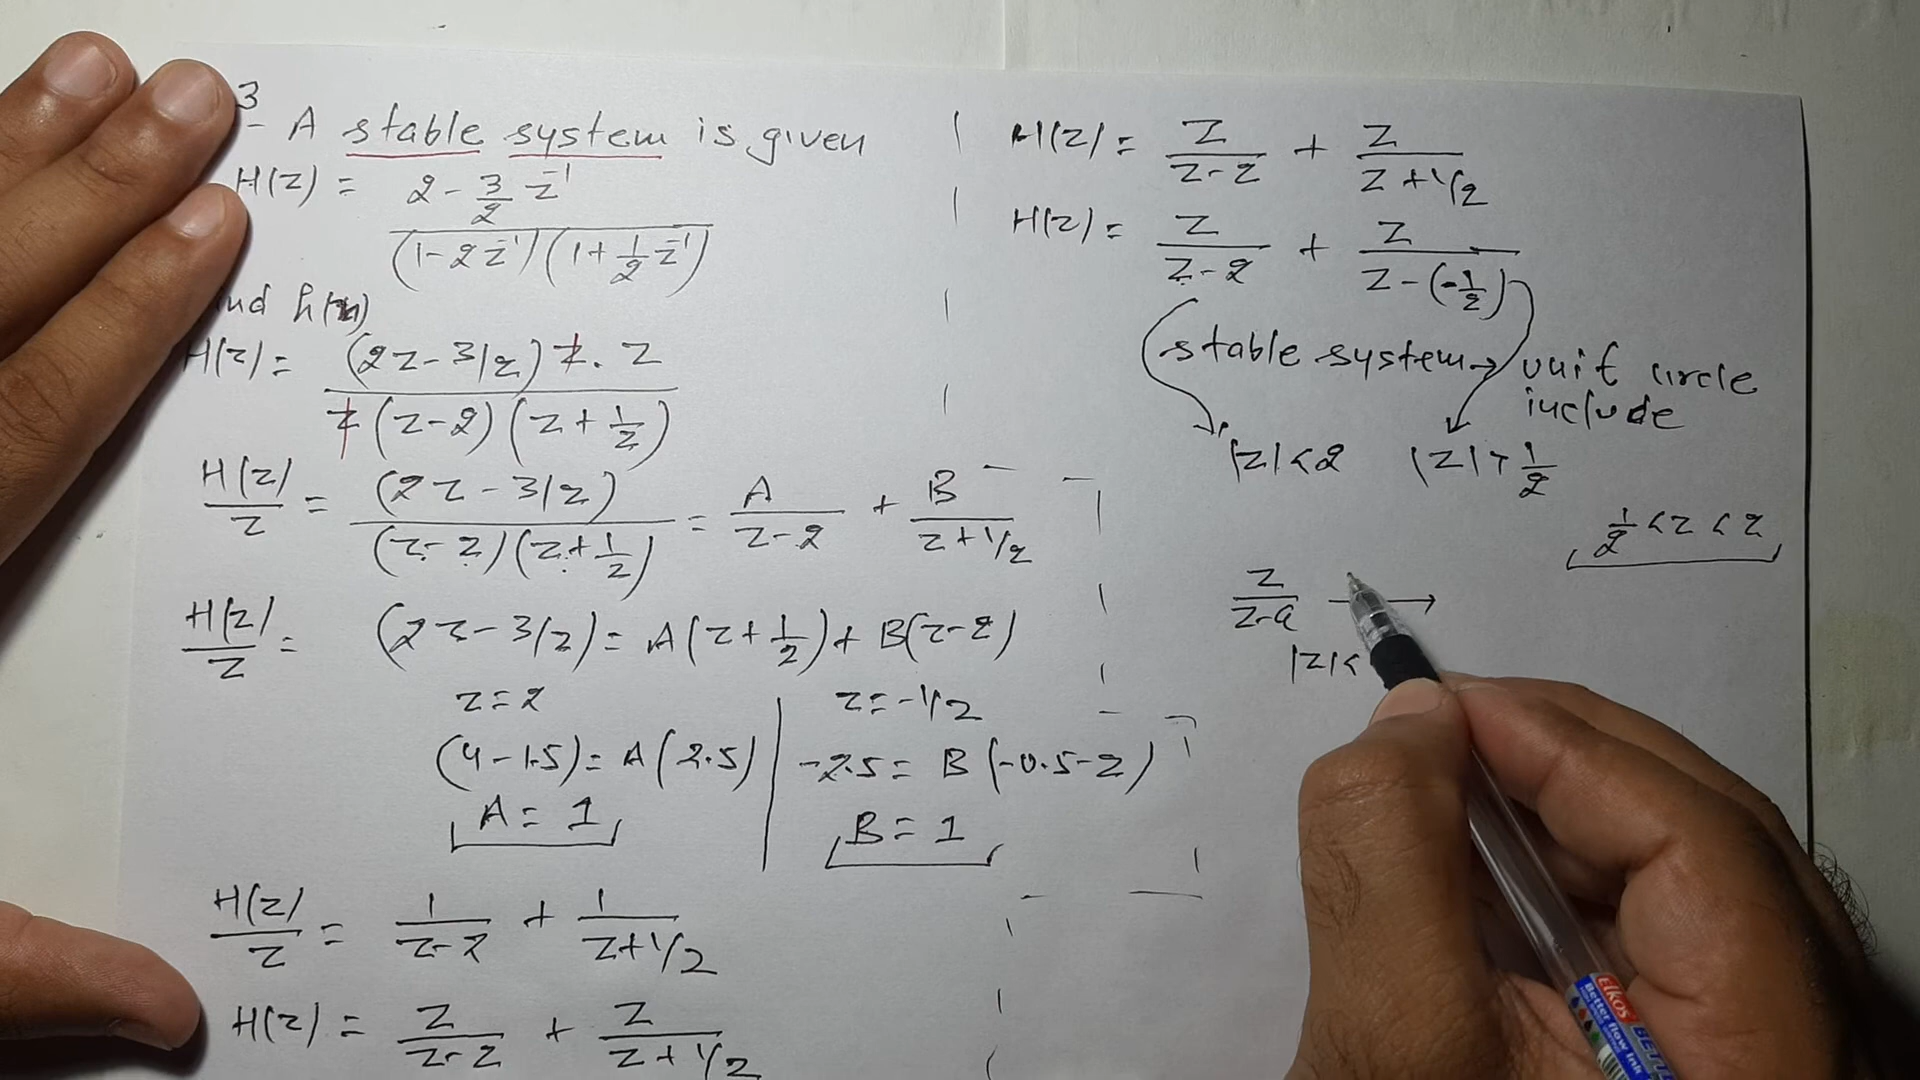 3
- A stable system is given
H(z) = 2 - 3/2 z⁻¹ / (1-2z⁻¹)(1+1/2 z⁻¹)
h(n)
H(z) = (2z - 3/2) z . z / z (z-2) (z+1/2)
H(z)/z = (2z - 3/2) / (z-2)(z+1/2) = A/z-2 + B/z+1/2
H(z)/z = (2z - 3/2) = A(z+1/2) + B(z-2)
z = 2
(4-1.5) = A(2.5)
A = 1
z = -1/2
-2.5 = B(-0.5-2)
B = 1
H(z)/z = 1/z-2 + 1/z+1/2
H(z) = z/z-2 + z/z+1/2
H(z) = z/z-2 + z/z+1/2
H(z) = z/z-2 + z/z-(-1/2)
stable system → unit circle
include
|z|<2 |z|>1/2
1/2 < z < 2
z/z-a →
|z|<
Elkos
Better flow ink